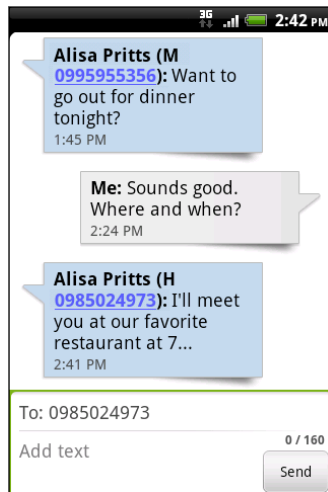 3G 2:42 PM
Alisa Pritts (M
0995955356): Want to
go out for dinner
tonight?
1:45 PM
Me: Sounds good.
Where and when?
2:24 PM
Alisa Pritts (H
0985024973): I'll meet
you at our favorite
restaurant at 7...
2:41 PM
To: 0985024973
0 / 160
Add text
Send